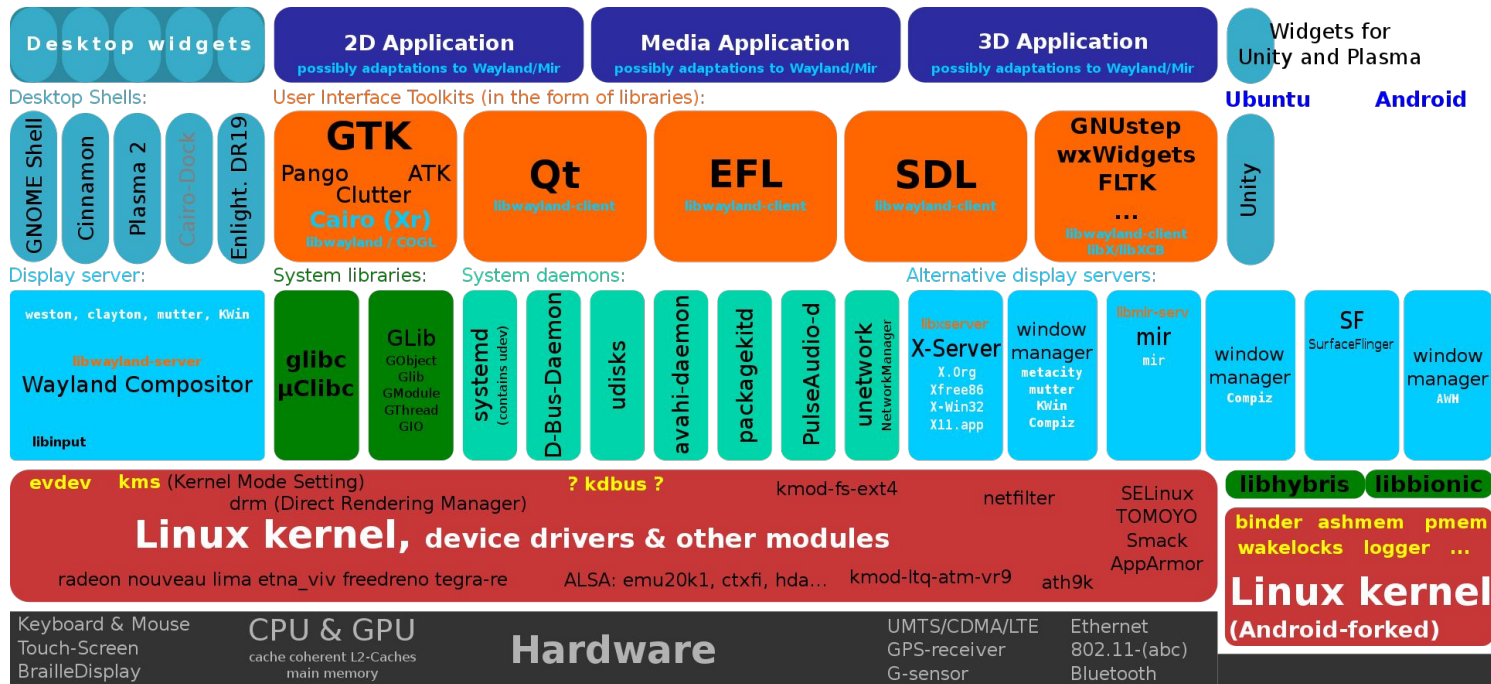 Desktop widgets
2D Application
possibly adaptations to Wayland/Mir
Media Application
possibly adaptations to Wayland/Mir
3D Application
possibly adaptations to Wayland/Mir
Widgets for
Unity and Plasma
Desktop Shells:
User Interface Toolkits (in the form of libraries):
Ubuntu
Android
GNOME Shell
Cinnamon
Plasma 2
Cairo-Dock
Enlight. DR19
GTK
Pango
ATK
Clutter
Cairo (Xr)
libwayland / COGL
Qt
libwayland-client
EFL
libwayland-client
SDL
libwayland-client
GNUstep
wxWidgets
FLTK
...
libwayland-client
libX/libXCB
Unity
Display server:
System libraries:
System daemons:
Alternative display servers:
weston, clayton, mutter, KWin
libwayland-server
Wayland Compositor
libinput
glibc
µClibc
GLib
GObject
Glib
GModule
GThread
GIO
systemd
(contains udev)
D-Bus-Daemon
udisks
avahi-daemon
packagekitd
PulseAudio-d
unetwork
NetworkManager
libxserver
X-Server
X.Org
Xfree86
X-Win32
X11.app
window
manager
metacity
mutter
KWin
Compiz
libmir-serv
mir
mir
window
manager
Compiz
SF
SurfaceFlinger
window
manager
AWH
evdev
kms (Kernel Mode Setting)
drm (Direct Rendering Manager)
? kdbus ?
kmod-fs-ext4
netfilter
SELinux
TOMOYO
Smack
AppArmor
Linux kernel, device drivers & other modules
radeon nouveau lima etna_viv freedreno tegra-re
ALSA: emu20k1, ctxfi, hda...
kmod-ltq-atm-vr9
ath9k
libhybris
libbionic
binder ashmem pmem
wakelocks logger ...
Linux kernel
(Android-forked)
Keyboard & Mouse
Touch-Screen
BrailleDisplay
CPU & GPU
cache coherent L2-Caches
main memory
Hardware
UMTS/CDMA/LTE
GPS-receiver
G-sensor
Ethernet
802.11-(abc)
Bluetooth